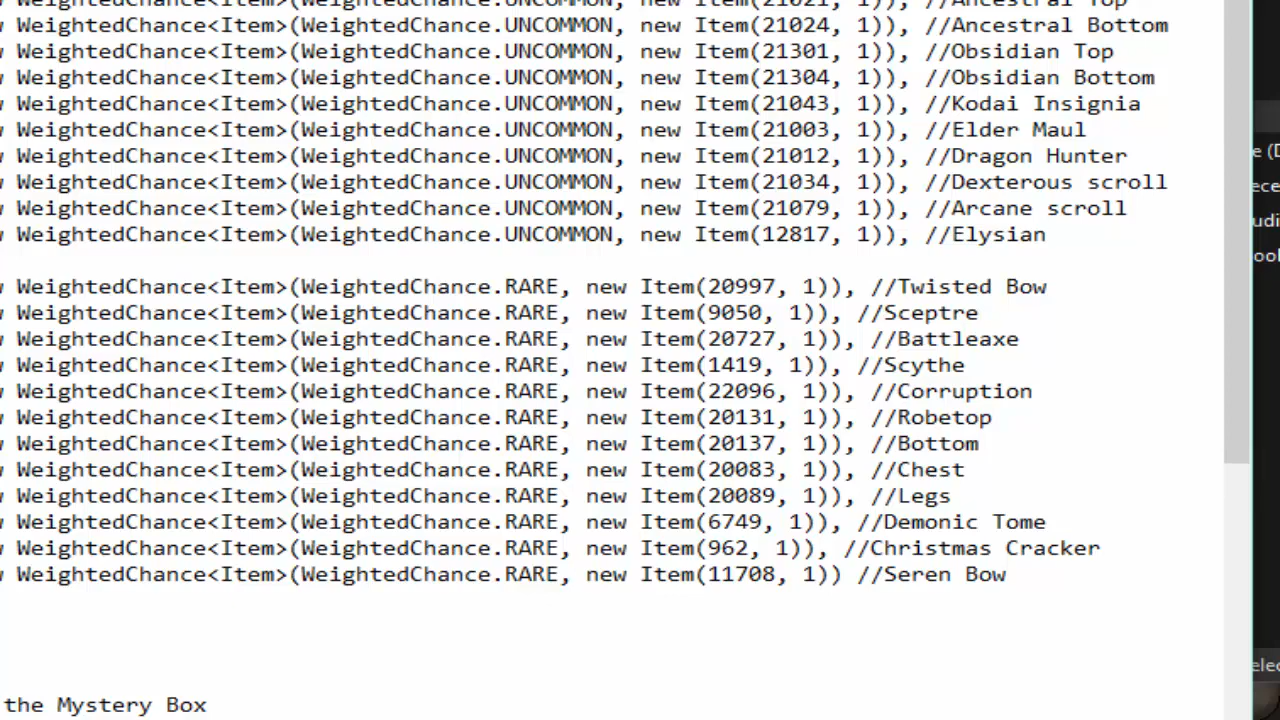 WeightedChance<Item>(WeightedChance.UNCOMMON, new Item(21021, 1)), //Ancestral Top
WeightedChance<Item>(WeightedChance.UNCOMMON, new Item(21024, 1)), //Ancestral Bottom
WeightedChance<Item>(WeightedChance.UNCOMMON, new Item(21301, 1)), //Obsidian Top
WeightedChance<Item>(WeightedChance.UNCOMMON, new Item(21304, 1)), //Obsidian Bottom
WeightedChance<Item>(WeightedChance.UNCOMMON, new Item(21043, 1)), //Kodai Insignia
WeightedChance<Item>(WeightedChance.UNCOMMON, new Item(21003, 1)), //Elder Maul
WeightedChance<Item>(WeightedChance.UNCOMMON, new Item(21012, 1)), //Dragon Hunter
WeightedChance<Item>(WeightedChance.UNCOMMON, new Item(21034, 1)), //Dexterous scroll
WeightedChance<Item>(WeightedChance.UNCOMMON, new Item(21079, 1)), //Arcane scroll
WeightedChance<Item>(WeightedChance.UNCOMMON, new Item(12817, 1)), //Elysian
WeightedChance<Item>(WeightedChance.RARE, new Item(20997, 1)), //Twisted Bow
WeightedChance<Item>(WeightedChance.RARE, new Item(9050, 1)), //Sceptre
WeightedChance<Item>(WeightedChance.RARE, new Item(20727, 1)), //Battleaxe
WeightedChance<Item>(WeightedChance.RARE, new Item(1419, 1)), //Scythe
WeightedChance<Item>(WeightedChance.RARE, new Item(22096, 1)), //Corruption
WeightedChance<Item>(WeightedChance.RARE, new Item(20131, 1)), //Robetop
WeightedChance<Item>(WeightedChance.RARE, new Item(20137, 1)), //Bottom
WeightedChance<Item>(WeightedChance.RARE, new Item(20083, 1)), //Chest
WeightedChance<Item>(WeightedChance.RARE, new Item(20089, 1)), //Legs
WeightedChance<Item>(WeightedChance.RARE, new Item(6749, 1)), //Demonic Tome
WeightedChance<Item>(WeightedChance.RARE, new Item(962, 1)), //Christmas Cracker
WeightedChance<Item>(WeightedChance.RARE, new Item(11708, 1)) //Seren Bow
the Mystery Box